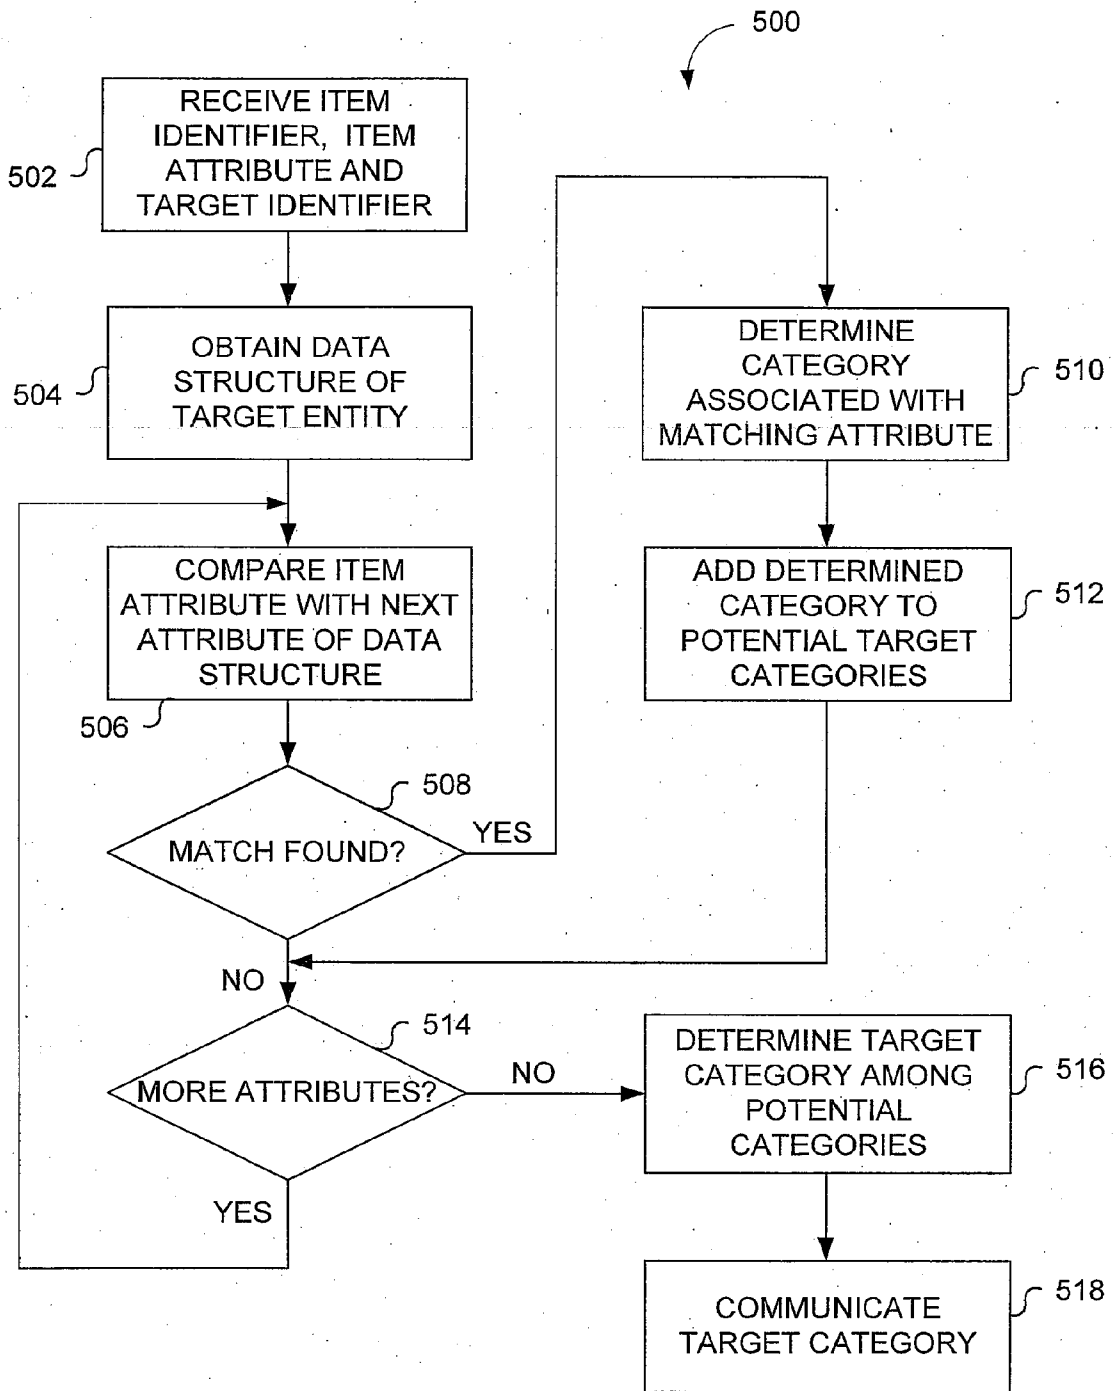 500
RECEIVE ITEM
IDENTIFIER, ITEM
ATTRIBUTE AND
TARGET IDENTIFIER
502
OBTAIN DATA
STRUCTURE OF
TARGET ENTITY
504
COMPARE ITEM
ATTRIBUTE WITH NEXT
ATTRIBUTE OF DATA
STRUCTURE
506
MATCH FOUND?
508
YES
NO
DETERMINE
CATEGORY
ASSOCIATED WITH
MATCHING ATTRIBUTE
510
ADD DETERMINED
CATEGORY TO
POTENTIAL TARGET
CATEGORIES
512
MORE ATTRIBUTES?
514
NO
YES
DETERMINE TARGET
CATEGORY AMONG
POTENTIAL
CATEGORIES
516
COMMUNICATE
TARGET CATEGORY
518